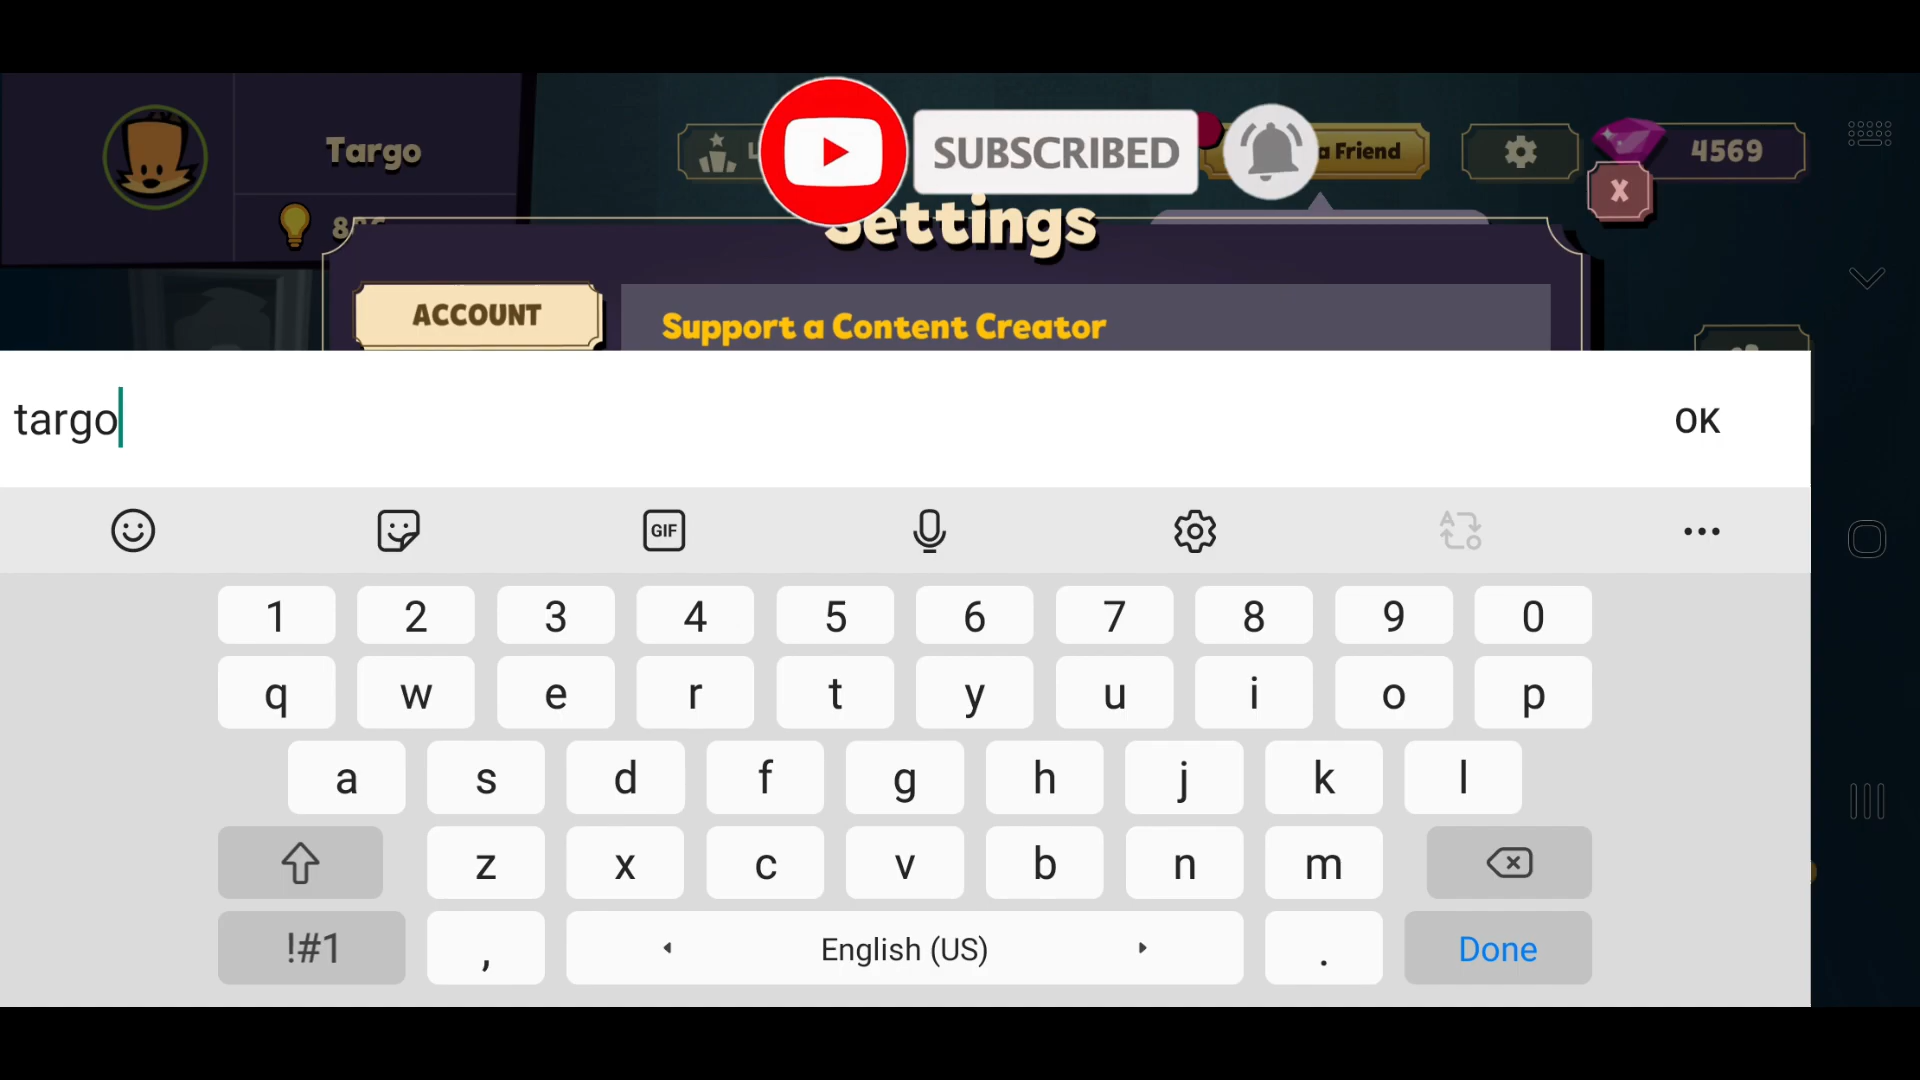 Targo
SUBSCRIBED
a Friend
4569
X
Settings
ACCOUNT
Support a Content Creator
targo
OK
GIF
1 2 3 4 5 6 7 8 9 0
q w e r t y u i o p
a s d f g h j k l
z x c v b n m
!#1 , English (US) . Done